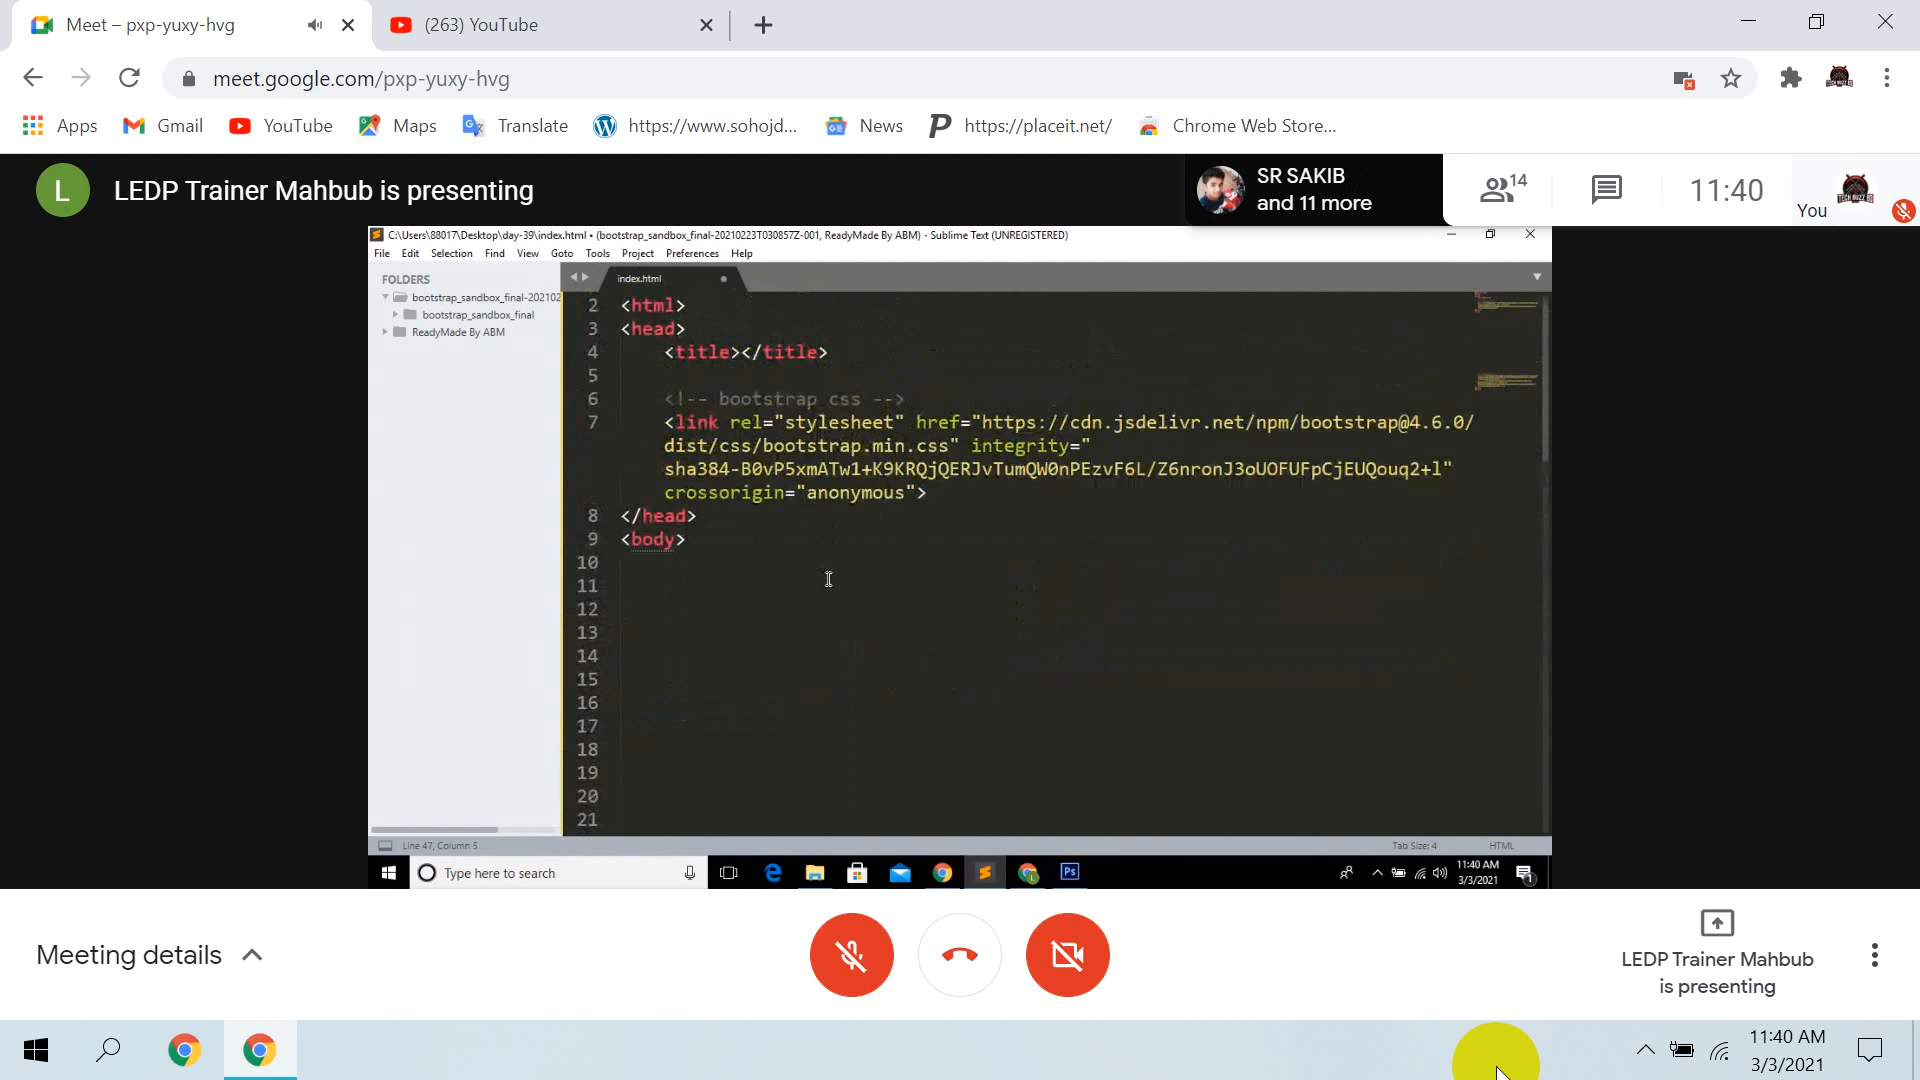 Meet – pxp-yuxy-hvg
(263) YouTube
meet.google.com/pxp-yuxy-hvg
Apps
Gmail
YouTube
Maps
Translate
https://www.sohojd...
News
https://placeit.net/
Chrome Web Store...
L
LEDP Trainer Mahbub is presenting
SR SAKIB
and 11 more
14
11:40
You
C:\Users\88017\Desktop\day-39\index.html • (bootstrap_sandbox_final-20210223T030857Z-001, ReadyMade By ABM) - Sublime Text (UNREGISTERED)
File Edit Selection Find View Goto Tools Project Preferences Help
FOLDERS
bootstrap_sandbox_final-202102
bootstrap_sandbox_final
ReadyMade By ABM
index.html
2 <html>
3 <head>
4 <title></title>
5
6 <!-- bootstrap css -->
7 <link rel="stylesheet" href="https://cdn.jsdelivr.net/npm/bootstrap@4.6.0/
dist/css/bootstrap.min.css" integrity="
sha384-B0vP5xmATw1+K9KRQjQERJvTumQW0nPEzvF6L/Z6nronJ3oUOFUFpCjEUQouq2+l"
crossorigin="anonymous">
8 </head>
9 <body>
10
11
12
13
14
15
16
17
18
19
20
21
Line 47, Column 5
Tab Size: 4
HTML
Type here to search
Ps
11:40 AM
3/3/2021
1
Meeting details
LEDP Trainer Mahbub
is presenting
11:40 AM
3/3/2021